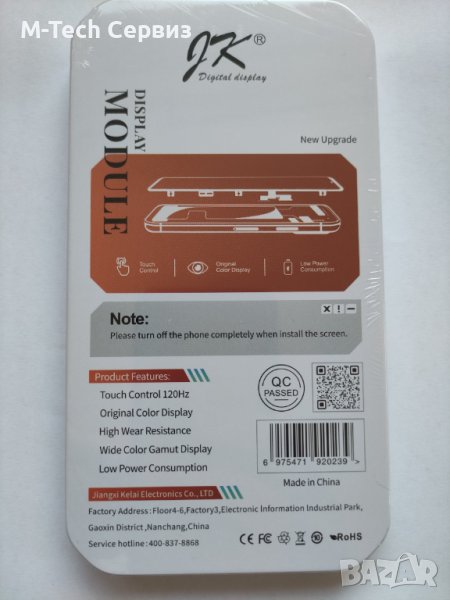 M-Tech Сервиз
JK®
Digital display
DISPLAY
MODULE
New Upgrade
Touch
Control
Original
Color Display
Low Power
Consumption
Note:
Please turn off the phone completely when install the screen.
Product Features:
Touch Control 120Hz
Original Color Display
High Wear Resistance
Wide Color Gamut Display
Low Power Consumption
QC
PASSED
6 975471 920239 >
Made in China
Jiangxi Kelai Electronics Co., LTD
Factory Address : Floor4-6,Factory3,Electronic Information Industrial Park,
Gaoxin District ,Nanchang,China
Service hotline : 400-837-8868
CE FC 10 RoHS
BAZAR